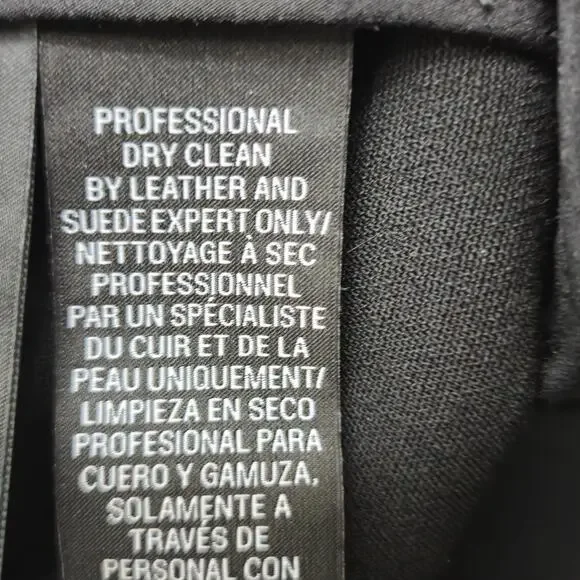 PROFESSIONAL
DRY CLEAN
BY LEATHER AND
SUEDE EXPERT ONLY/
NETTOYAGE À SEC
PROFESSIONNEL
PAR UN SPÉCIALISTE
DU CUIR ET DE LA
PEAU UNIQUEMENT/
LIMPIEZA EN SECO
PROFESIONAL PARA
CUERO Y GAMUZA,
SOLAMENTE A
TRAVÉS DE
PERSONAL CON